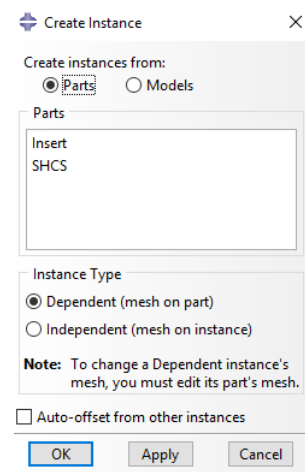 Create Instance
Create instances from:
Parts Models
Parts
Insert
SHCS
Instance Type
Dependent (mesh on part)
Independent (mesh on instance)
Note: To change a Dependent instance's
mesh, you must edit its part's mesh.
Auto-offset from other instances
OK Apply Cancel